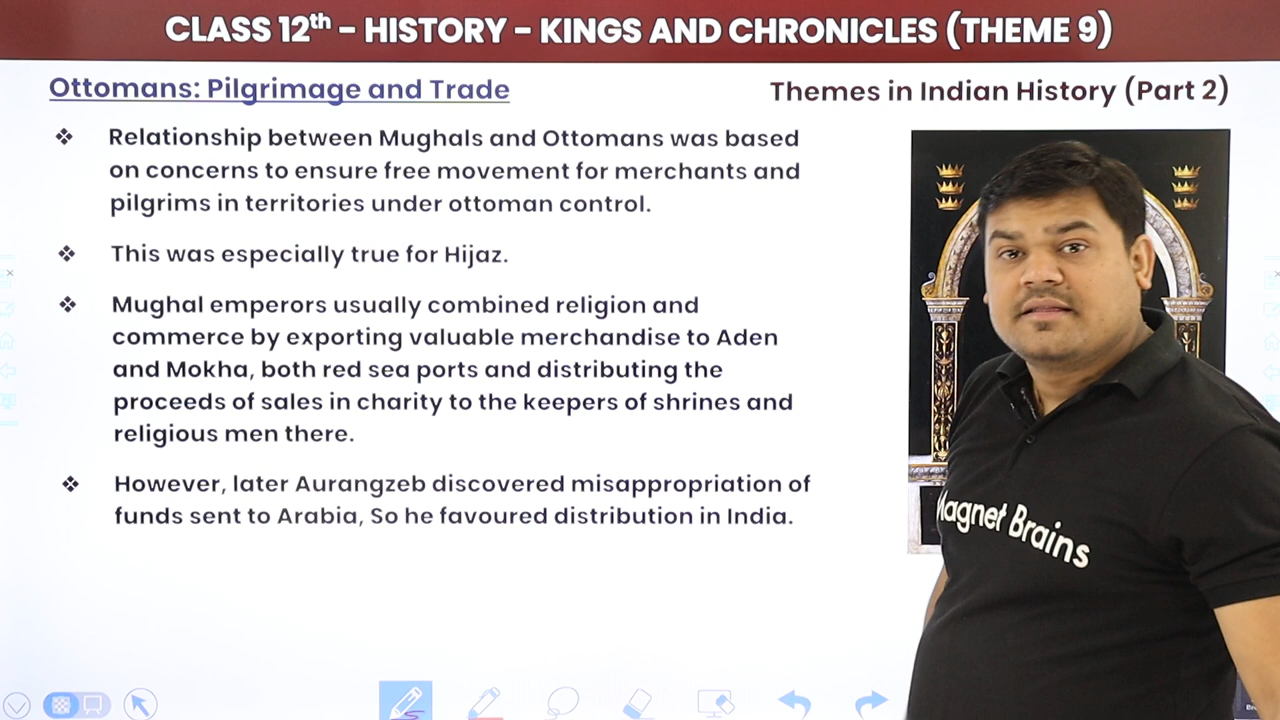 CLASS 12th – HISTORY – KINGS AND CHRONICLES (THEME 9)
Ottomans: Pilgrimage and Trade
Themes in Indian History (Part 2)
❖ Relationship between Mughals and Ottomans was based
on concerns to ensure free movement for merchants and
pilgrims in territories under ottoman control.
❖ This was especially true for Hijaz.
❖ Mughal emperors usually combined religion and
commerce by exporting valuable merchandise to Aden
and Mokha, both red sea ports and distributing the
proceeds of sales in charity to the keepers of shrines and
religious men there.
❖ However, later Aurangzeb discovered misappropriation of
funds sent to Arabia, So he favoured distribution in India.
Magnet Brains